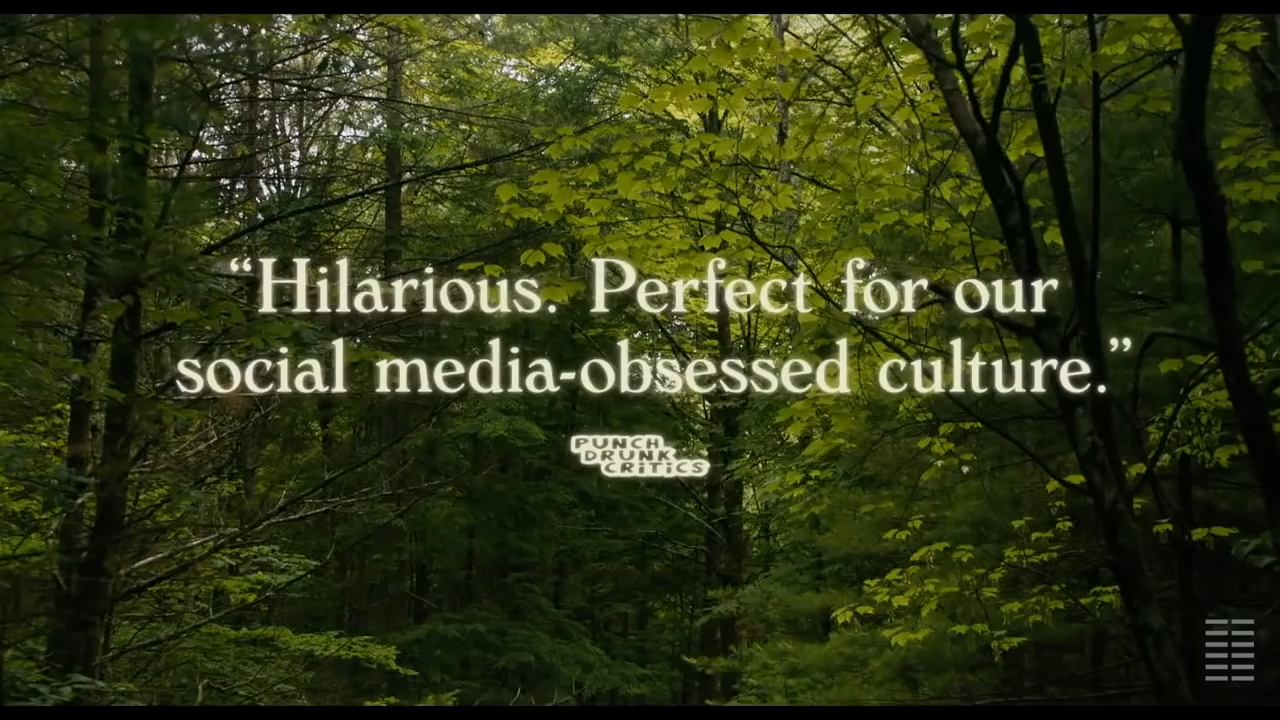 “Hilarious. Perfect for our
social media-obsessed culture.”
PUNCH
DRUNK
CRiTiCS